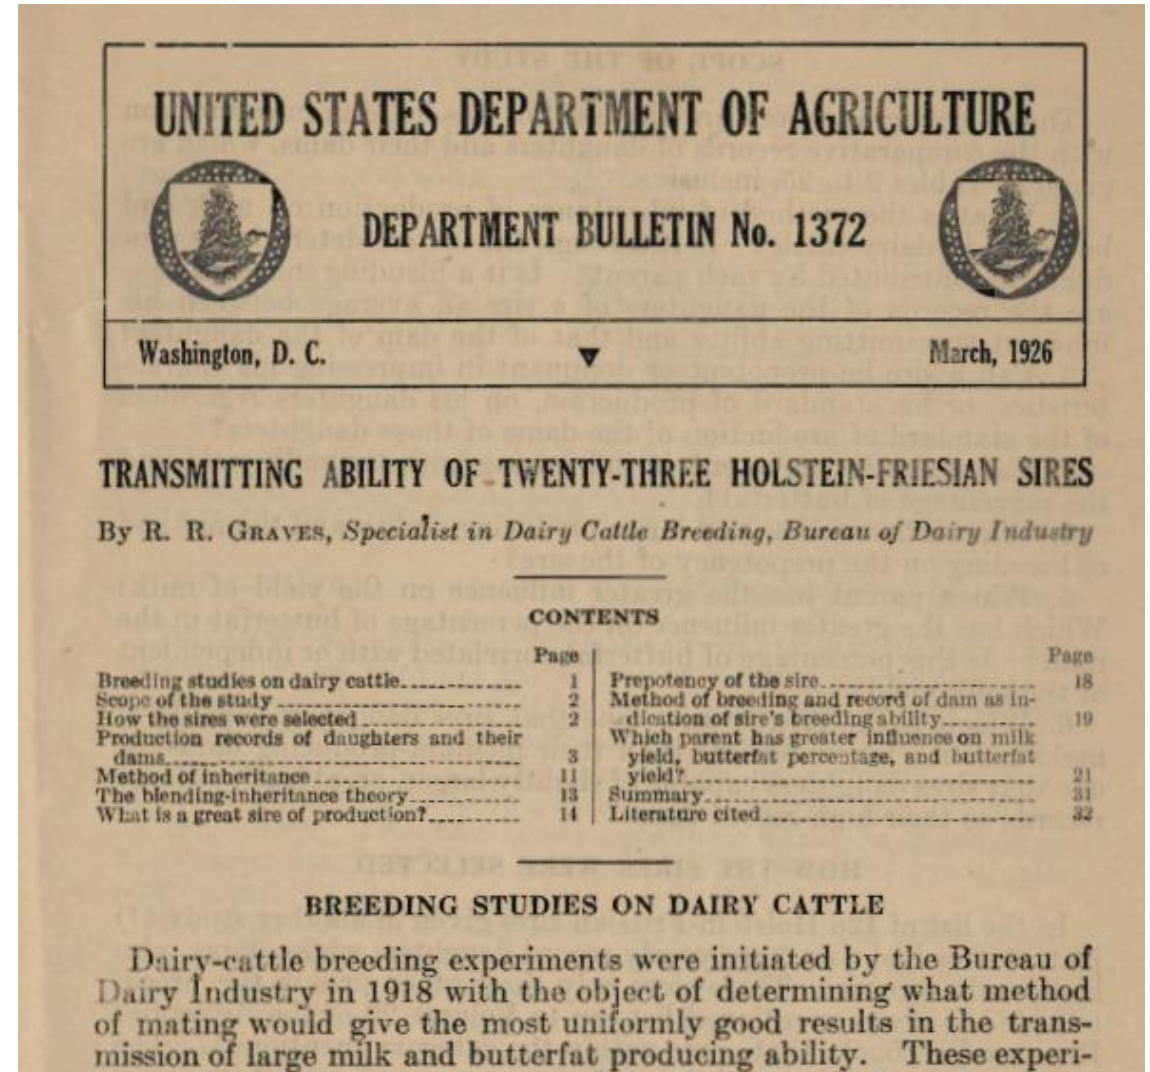 UNITED STATES DEPARTMENT OF AGRICULTURE
DEPARTMENT BULLETIN No. 1372
Washington, D. C. March, 1926
TRANSMITTING ABILITY OF TWENTY-THREE HOLSTEIN-FRIESIAN SIRES
By R. R. GRAVES, Specialist in Dairy Cattle Breeding, Bureau of Dairy Industry
CONTENTS
Page
Breeding studies on dairy cattle 1
Scope of the study 2
How the sires were selected 2
Production records of daughters and their
dams 3
Method of inheritance 11
The blending-inheritance theory 13
What is a great sire of production? 14
Page
Prepotency of the sire 18
Method of breeding and record of dam as in-
dication of sire's breeding ability 19
Which parent has greater influence on milk
yield, butterfat percentage, and butterfat
yield? 21
Summary 31
Literature cited 32
BREEDING STUDIES ON DAIRY CATTLE
Dairy-cattle breeding experiments were initiated by the Bureau of
Dairy Industry in 1918 with the object of determining what method
of mating would give the most uniformly good results in the trans-
mission of large milk and butterfat producing ability. These experi-